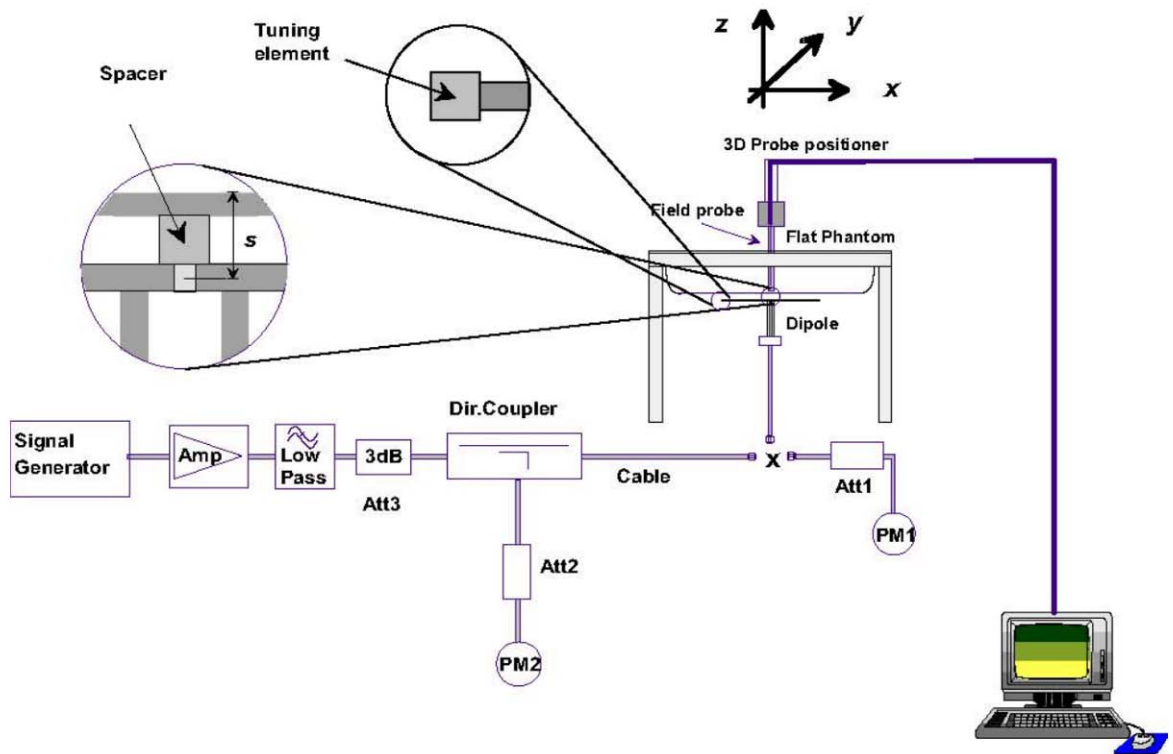 Tuning
element
Spacer
s
z
y
x
3D Probe positioner
Field probe
Flat Phantom
Dipole
Dir.Coupler
Signal
Generator
Amp
Low
Pass
3dB
Att3
Cable
x
Att1
PM1
Att2
PM2